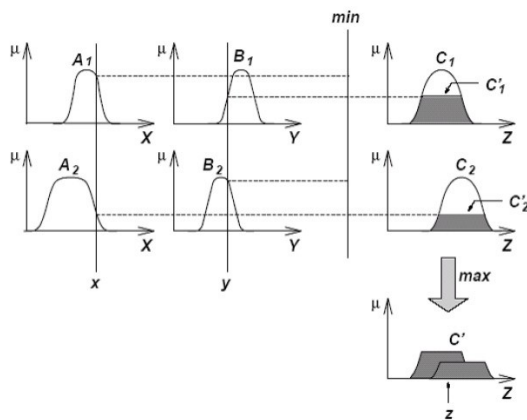 min
μ A1 X
μ B1 Y
μ C1 C'1 Z
μ A2 X
B2 Y
μ C2 C'2 Z
x
y
max
μ C' Z
z